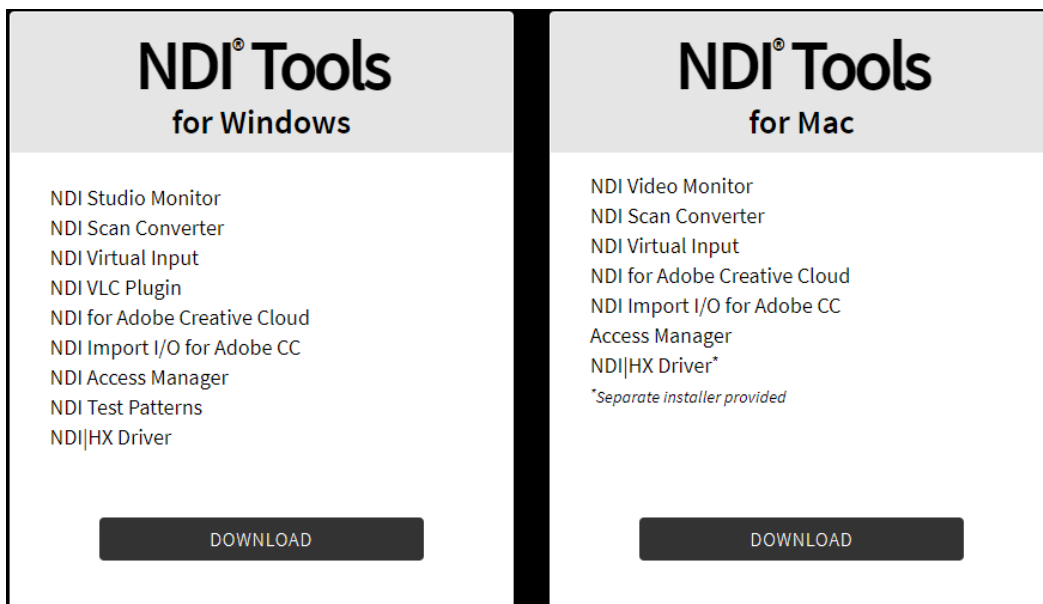 NDI® Tools
for Windows
NDI Studio Monitor
NDI Scan Converter
NDI Virtual Input
NDI VLC Plugin
NDI for Adobe Creative Cloud
NDI Import I/O for Adobe CC
NDI Access Manager
NDI Test Patterns
NDI|HX Driver
DOWNLOAD
NDI® Tools
for Mac
NDI Video Monitor
NDI Scan Converter
NDI Virtual Input
NDI for Adobe Creative Cloud
NDI Import I/O for Adobe CC
Access Manager
NDI|HX Driver*
*Separate installer provided
DOWNLOAD